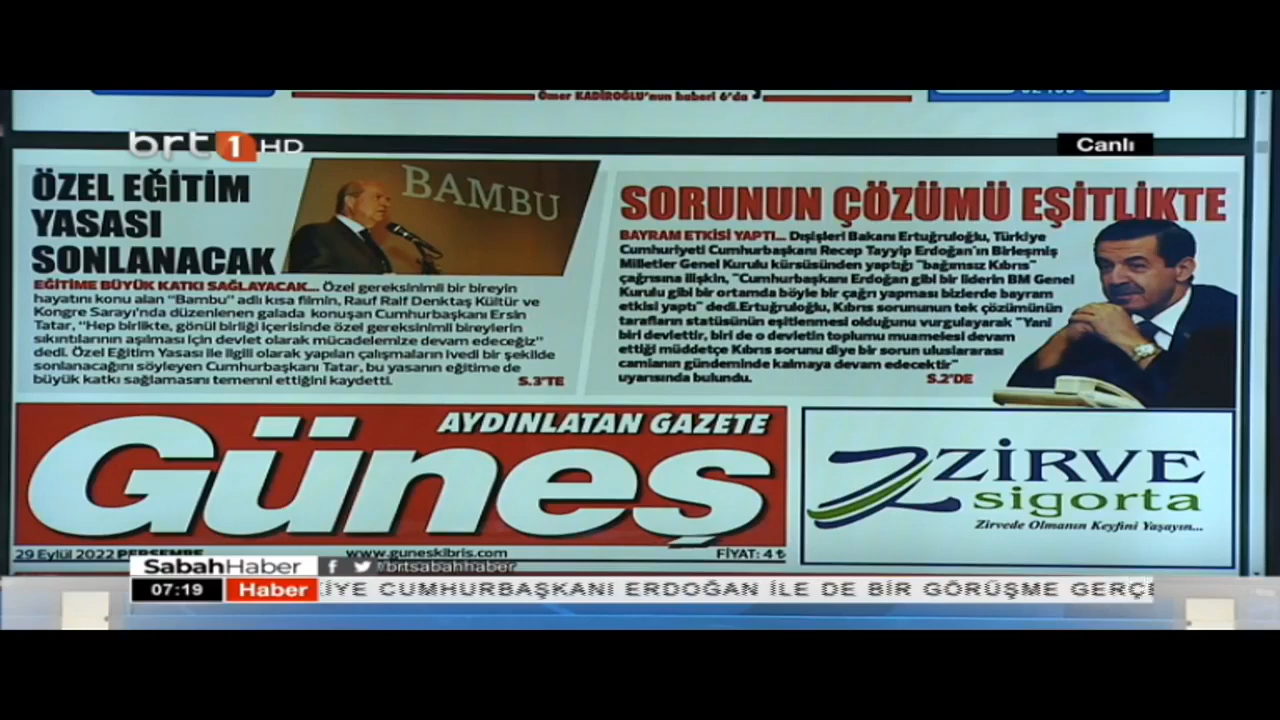 Ömer KADİROĞLU'nun haberi 6'da
brt 1 HD
Canlı
ÖZEL EĞİTİM
YASASI
SONLANACAK
BAMBU
EĞİTİME BÜYÜK KATKI SAĞLAYACAK... Özel gereksinimli bir bireyin
hayatını konu alan "Bambu" adlı kısa filmin, Rauf Raif Denktaş Kültür ve
Kongre Sarayı'nda düzenlenen galada konuşan Cumhurbaşkanı Ersin
Tatar, "Hep birlikte, gönül birliği içerisinde özel gereksinimli bireylerin
sıkıntılarının aşılması için devlet olarak mücadelemize devam edeceğiz"
dedi. Özel Eğitim Yasası ile ilgili olarak yapılan çalışmaların ivedi bir şekilde
sonlanacağını söyleyen Cumhurbaşkanı Tatar, bu yasanın eğitime de
büyük katkı sağlamasını temenni ettiğini kaydetti. S.3'TE
SORUNUN ÇÖZÜMÜ EŞİTLİKTE
BAYRAM ETKİSİ YAPTI... Dışişleri Bakanı Ertuğruloğlu, Türkiye
Cumhuriyeti Cumhurbaşkanı Recep Tayyip Erdoğan'ın Birleşmiş
Milletler Genel Kurulu kürsüsünden yaptığı "bağımsız Kıbrıs"
çağrısına ilişkin, "Cumhurbaşkanı Erdoğan gibi bir liderin BM Genel
Kurulu gibi bir ortamda böyle bir çağrı yapması bizlerde bayram
etkisi yaptı" dedi.Ertuğruloğlu, Kıbrıs sorununun tek çözümünün
tarafların statüsünün eşitlenmesi olduğunu vurgulayarak "Yani
biri devlettir, biri de o devletin toplumu muamelesi devam
ettiği müddetçe Kıbrıs sorunu diye bir sorun uluslararası
camianın gündeminde kalmaya devam edecektir"
uyarısında bulundu. S.2'DE
AYDINLATAN GAZETE
Güneş
29 Eylül 2022 PERŞEMBE www.guneskibris.com FİYAT: 4 ₺
ZİRVE
sigorta
Zirvede Olmanın Keyfini Yaşayın...
SabahHaber /brtsabahhaber
07:19 Haber İYE CUMHURBAŞKANI ERDOĞAN İLE DE BİR GÖRÜŞME GERÇE